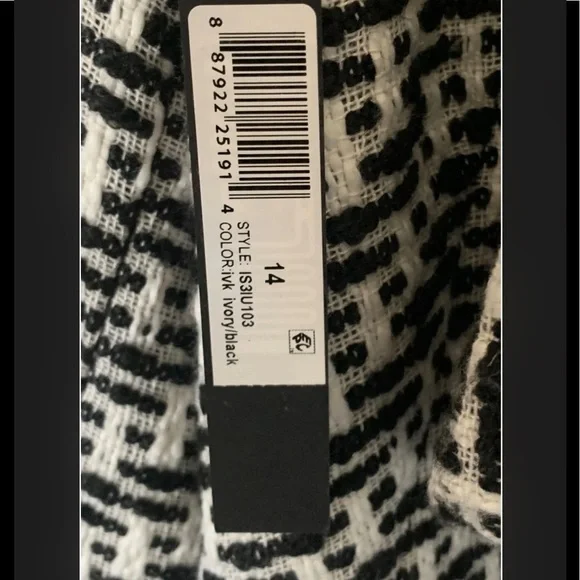 8 87922 25191 4
14
STYLE: IS3IU103
COLOR:ivk ivory/black